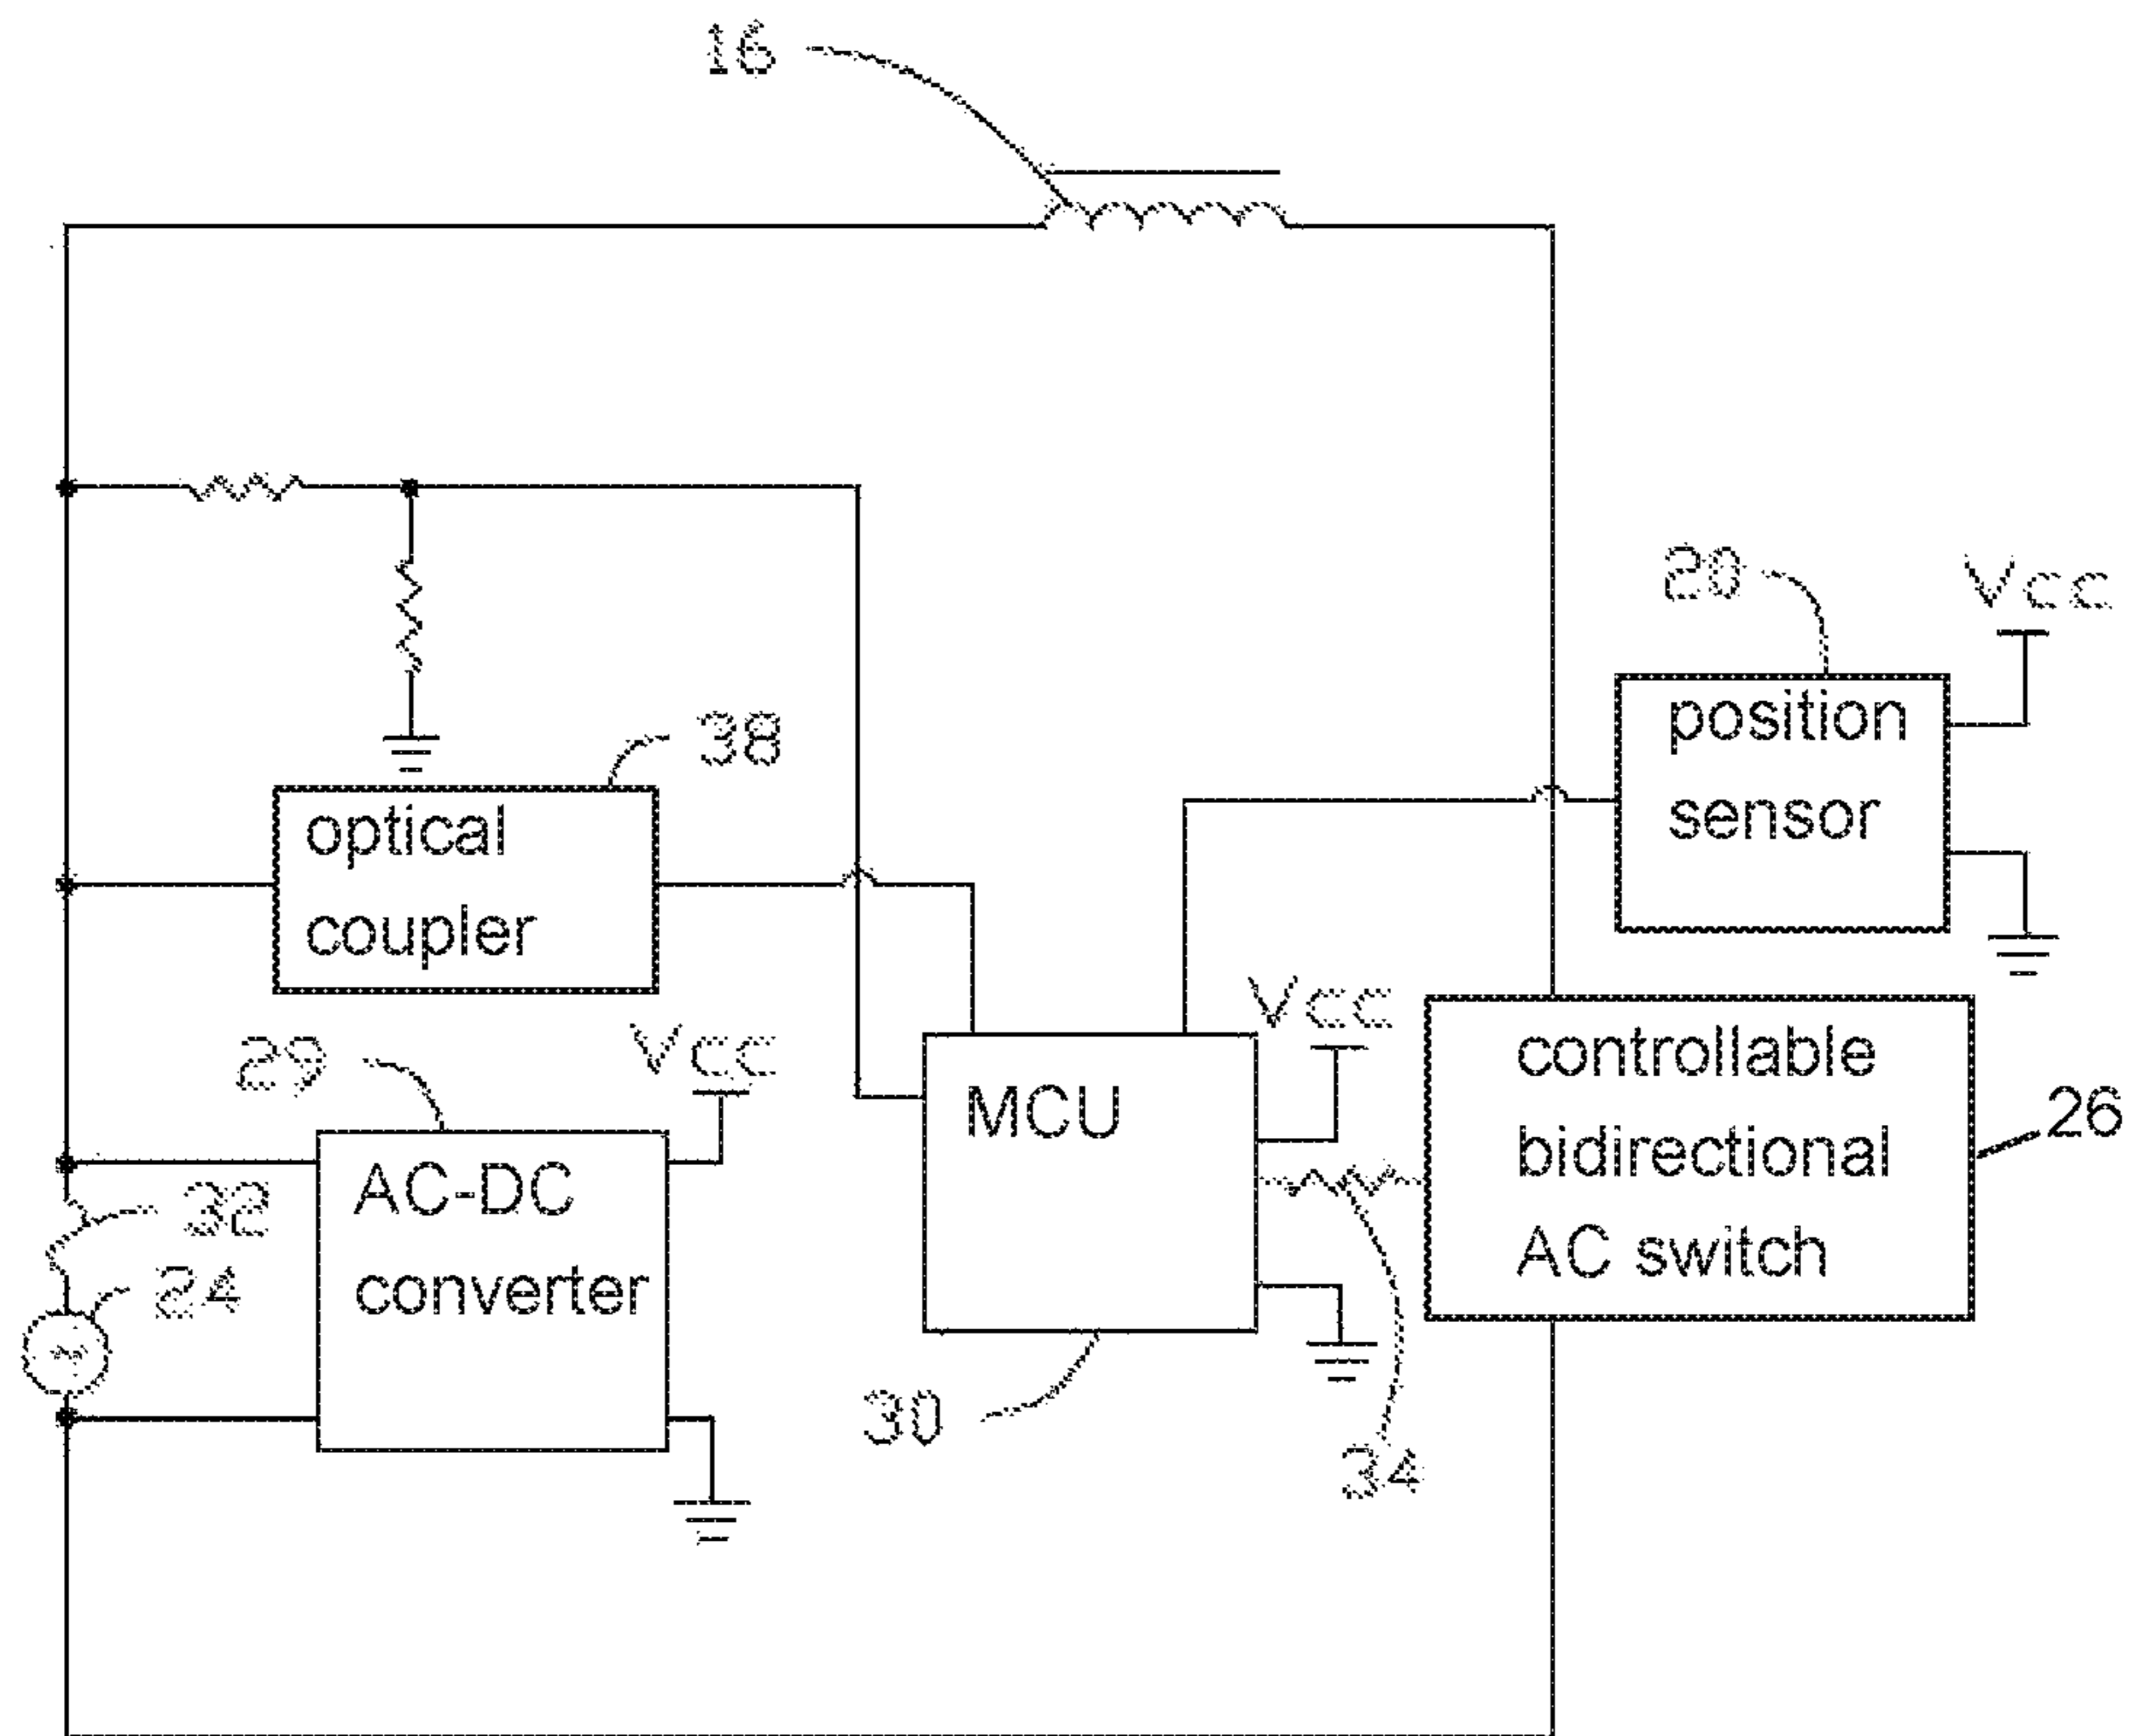 16
20
Vcc
position
sensor
38
optical
coupler
Vcc
29
Vcc
MCU
controllable
bidirectional
AC switch
26
AC-DC
converter
32
24
30
34